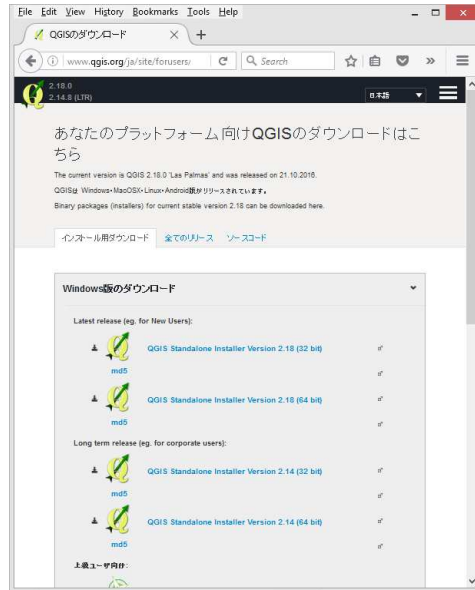 File Edit View History Bookmarks Tools Help
QGISのダウンロード
www.qgis.org/ja/site/forusers/
Search
2.18.0
2.14.8 (LTR)
日本語
あなたのプラットフォーム向けQGISのダウンロードはこ
ちら
The current version is QGIS 2.18.0 'Las Palmas' and was released on 21.10.2016.
QGISは Windows・MacOSX・Linux・Android版がリリースされています。
Binary packages (installers) for current stable version 2.18 can be downloaded here.
インストール用ダウンロード 全てのリリース ソースコード
Windows版のダウンロード
Latest release (eg. for New Users):
QGIS Standalone Installer Version 2.18 (32 bit)
md5
QGIS Standalone Installer Version 2.18 (64 bit)
md5
Long term release (eg. for corporate users):
QGIS Standalone Installer Version 2.14 (32 bit)
md5
QGIS Standalone Installer Version 2.14 (64 bit)
md5
上級ユーザ向け: